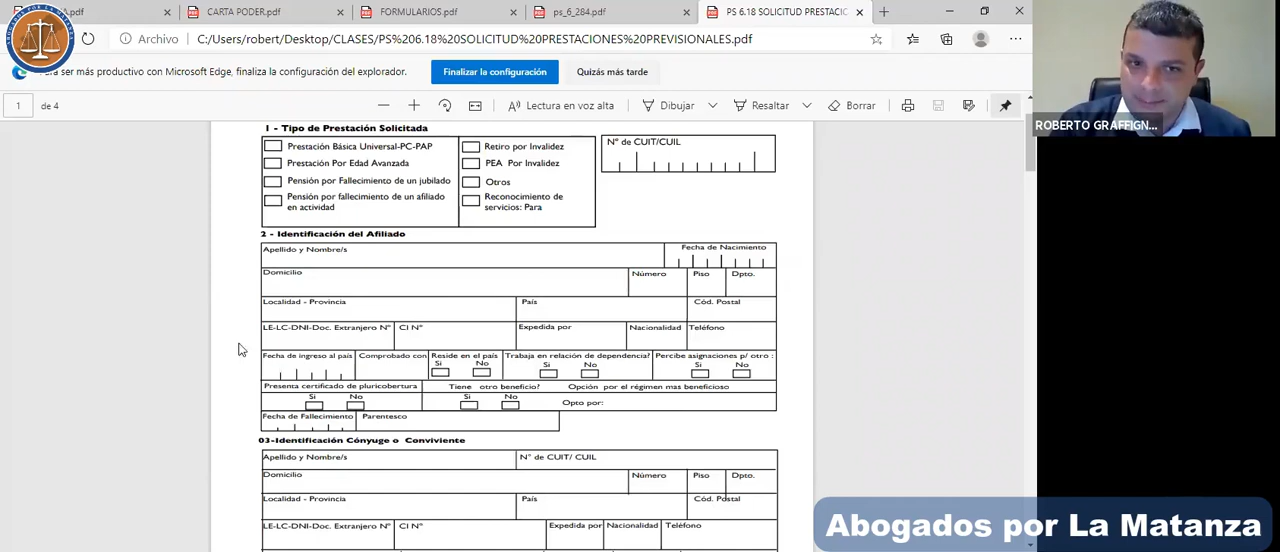 ABOGADOS POR LA MATANZA
ZA.pdf
CARTA PODER.pdf
FORMULARIOS.pdf
ps_6_284.pdf
PS 6.18 SOLICITUD PRESTACIC
Archivo
C:/Users/robert/Desktop/CLASES/PS%206.18%20SOLICITUD%20PRESTACIONES%20PREVISIONALES.pdf
Para ser más productivo con Microsoft Edge, finaliza la configuración del explorador.
Finalizar la configuración
Quizás más tarde
1 de 4
Lectura en voz alta
Dibujar
Resaltar
Borrar
ROBERTO GRAFFIGN...
1 - Tipo de Prestación Solicitada
Prestación Básica Universal-PC-PAP
Retiro por Invalidez
Nº de CUIT/CUIL
Prestación Por Edad Avanzada
PEA Por Invalidez
Pensión por Fallecimiento de un jubilado
Otros
Pensión por fallecimiento de un afiliado
en actividad
Reconocimiento de
servicios: Para
2 - Identificación del Afiliado
Apellido y Nombre/s
Fecha de Nacimiento
Domicilio
Número
Piso
Dpto.
Localidad - Provincia
País
Cód. Postal
LE-LC-DNI-Doc. Extranjero Nº
CI Nº
Expedida por
Nacionalidad
Teléfono
Fecha de ingreso al país
Comprobado con
Reside en el país
Trabaja en relación de dependencia?
Percibe asignaciones p/ otro :
Si
No
Si
No
Si
No
Presenta certificado de pluricobertura
Tiene otro beneficio?
Opción por el régimen mas beneficioso
Si
No
Si
No
Opto por:
Fecha de Fallecimiento
Parentesco
03-Identificación Cónyuge o Conviviente
Apellido y Nombre/s
N° de CUIT/ CUIL
Domicilio
Número
Piso
Dpto.
Localidad - Provincia
País
Cód. Postal
LE-LC-DNI-Doc. Extranjero Nº
CI Nº
Expedida por
Nacionalidad
Teléfono
Abogados por La Matanza